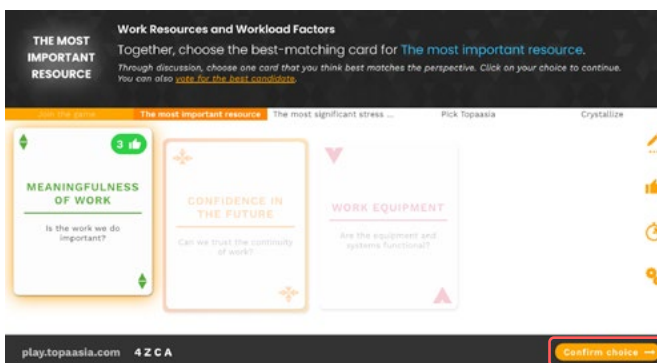 THE MOST
IMPORTANT
RESOURCE
Work Resources and Workload Factors
Together, choose the best-matching card for The most important resource.
Through discussion, choose one card that you think best matches the perspective. Click on your choice to continue.
You can also vote for the best candidate.
Join the game
The most important resource
The most significant stress ...
Pick Topaasia
Crystallize
3
MEANINGFULNESS
OF WORK
Is the work we do
important?
CONFIDENCE IN
THE FUTURE
Can we trust the continuity
of work?
WORK EQUIPMENT
Are the equipment and
systems functional?
play.topaasia.com 4ZCA
Confirm choice →